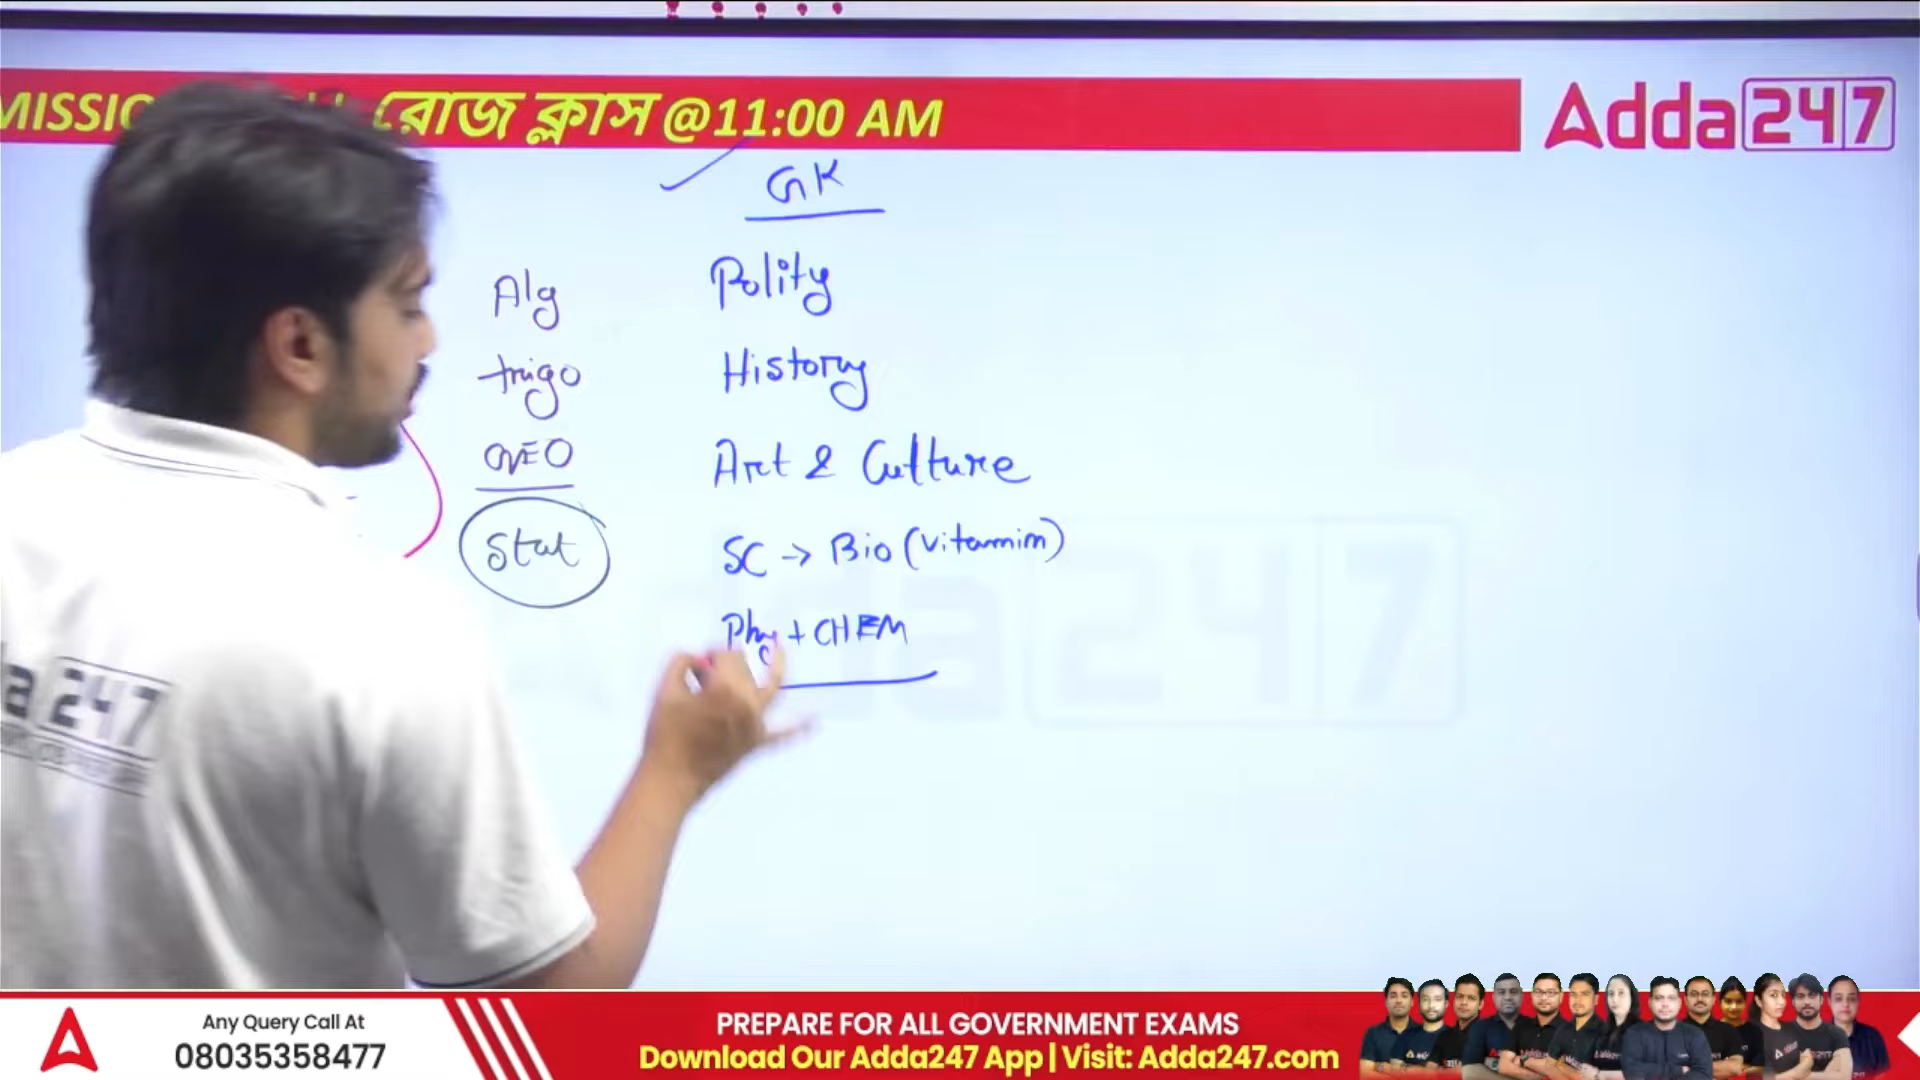 MISSIO রোজ ক্লাস @11:00 AM
Adda247
GK
Alg
trigo
GEO
Stat
Polity
History
Art & Culture
SC → Bio (Vitamin)
Phy + CHEM
a 247
Any Query Call At
08035358477
PREPARE FOR ALL GOVERNMENT EXAMS
Download Our Adda247 App | Visit: Adda247.com